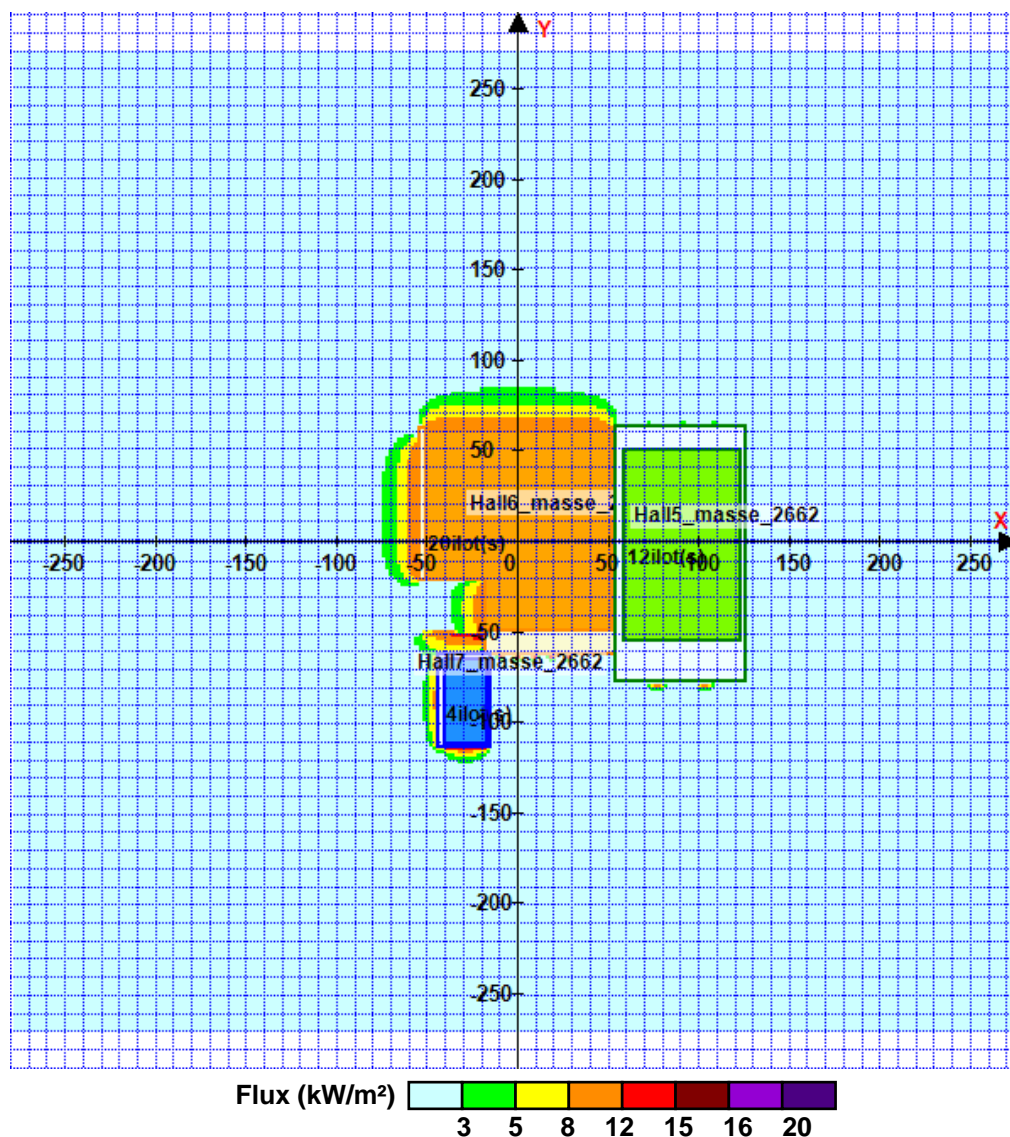 Y
250
200
150
100
50
Hall6_masse_2
Hall5_masse_2662
X
20ilot(s)
12ilot(s)
-250
-200
-150
-100
-50
0
50
100
150
200
250
50
Hall7_masse_2662
4ilot(s)
-100
-150
-200
-250
Flux (kW/m²)
3 5 8 12 15 16 20